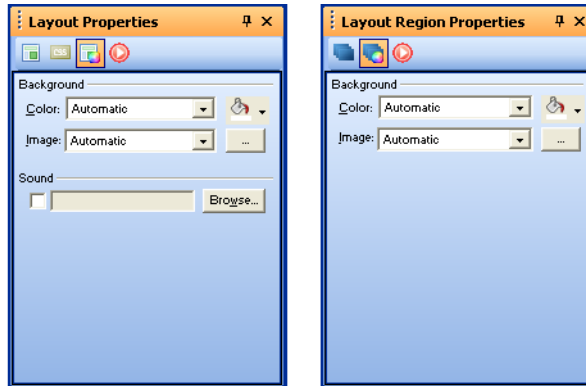 Layout Properties
CSS
Background
Color: Automatic
Image: Automatic ...
Sound
Browse...
Layout Region Properties
Background
Color: Automatic
Image: Automatic ...